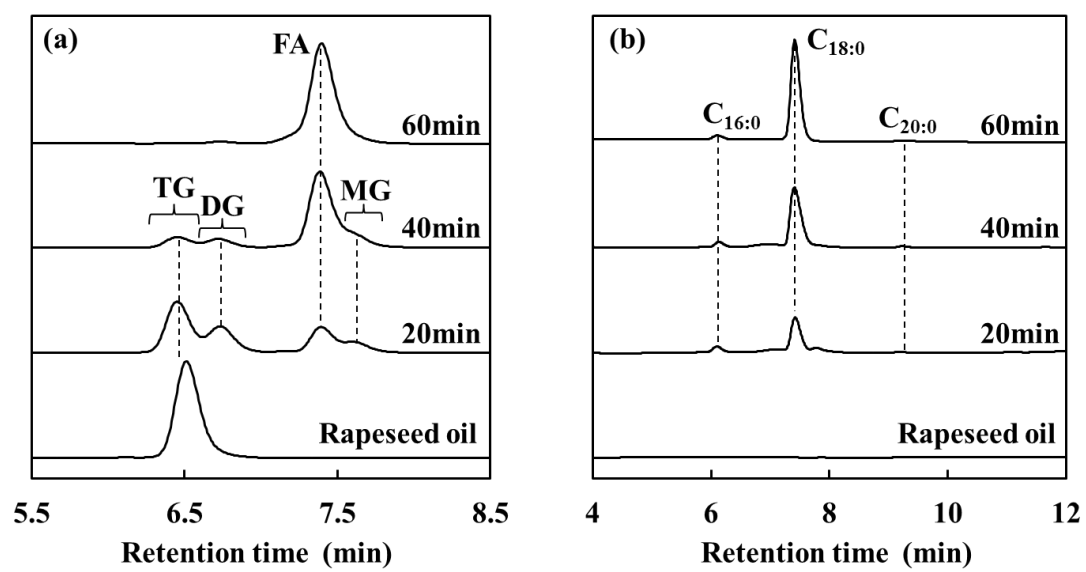 (a)
FA
60min
TG
DG
MG
40min
20min
Rapeseed oil
5.5 6.5 7.5 8.5
Retention time (min)
(b)
C18:0
C16:0
C20:0
60min
40min
20min
Rapeseed oil
4 6 8 10 12
Retention time (min)